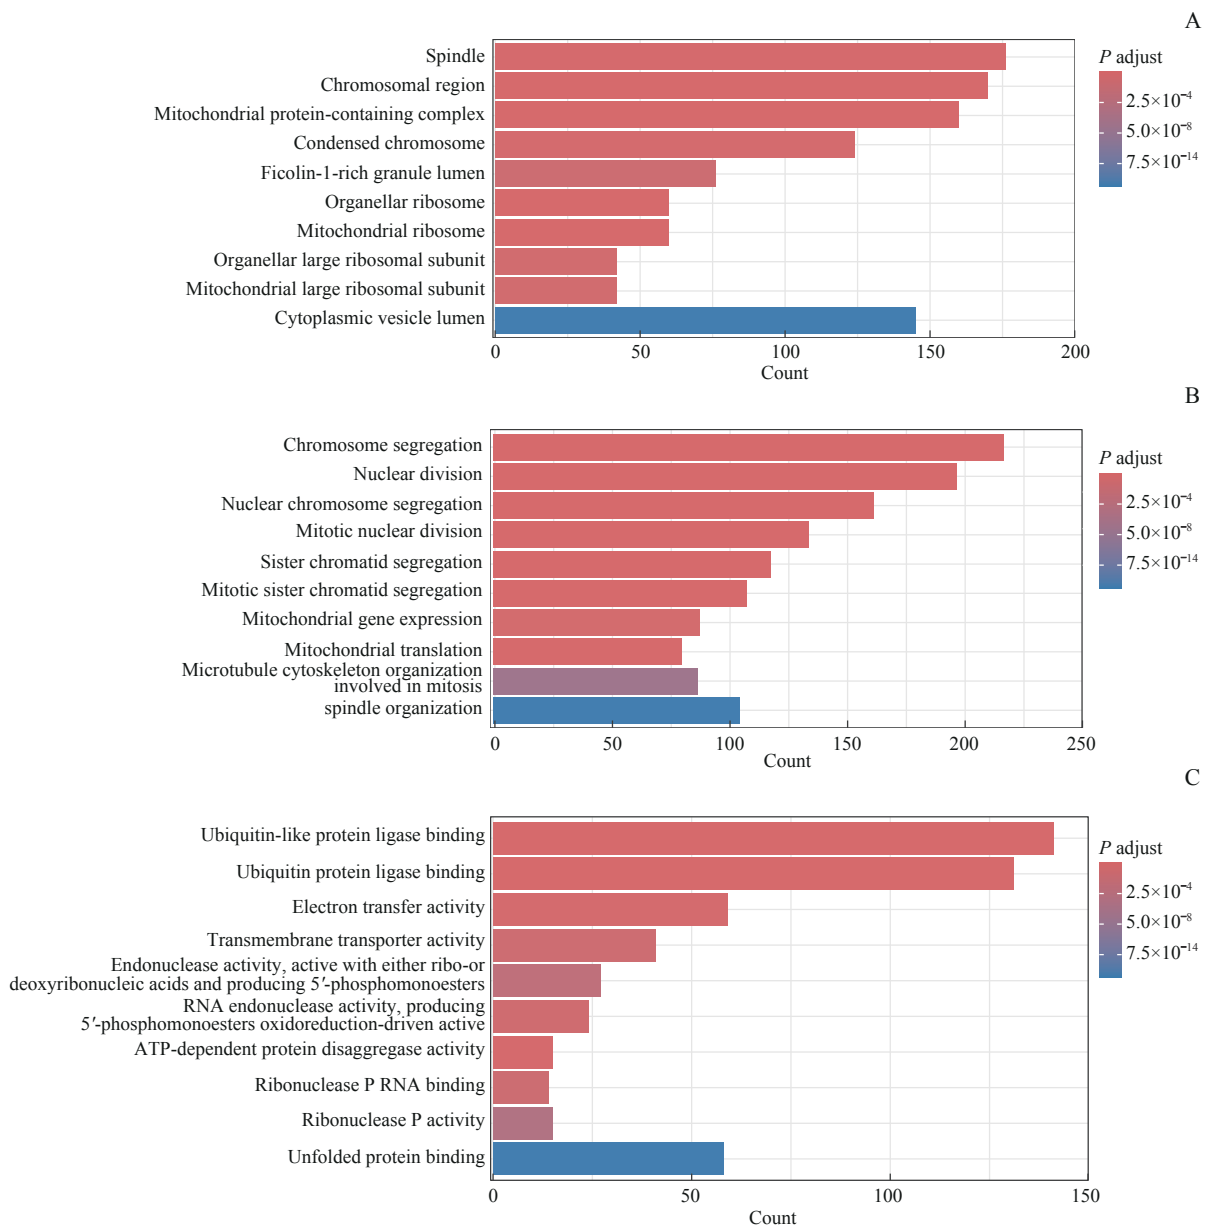 A
Spindle
Chromosomal region
Mitochondrial protein-containing complex
Condensed chromosome
Ficolin-1-rich granule lumen
Organellar ribosome
Mitochondrial ribosome
Organellar large ribosomal subunit
Mitochondrial large ribosomal subunit
Cytoplasmic vesicle lumen
0 50 100 150 200
Count
P adjust
2.5×10⁻⁴
5.0×10⁻⁸
7.5×10⁻¹⁴
B
Chromosome segregation
Nuclear division
Nuclear chromosome segregation
Mitotic nuclear division
Sister chromatid segregation
Mitotic sister chromatid segregation
Mitochondrial gene expression
Mitochondrial translation
Microtubule cytoskeleton organization
involved in mitosis
spindle organization
0 50 100 150 200 250
Count
P adjust
2.5×10⁻⁴
5.0×10⁻⁸
7.5×10⁻¹⁴
C
Ubiquitin-like protein ligase binding
Ubiquitin protein ligase binding
Electron transfer activity
Transmembrane transporter activity
Endonuclease activity, active with either ribo-or
deoxyribonucleic acids and producing 5′-phosphomonoesters
RNA endonuclease activity, producing
5′-phosphomonoesters oxidoreduction-driven active
ATP-dependent protein disaggregase activity
Ribonuclease P RNA binding
Ribonuclease P activity
Unfolded protein binding
0 50 100 150
Count
P adjust
2.5×10⁻⁴
5.0×10⁻⁸
7.5×10⁻¹⁴